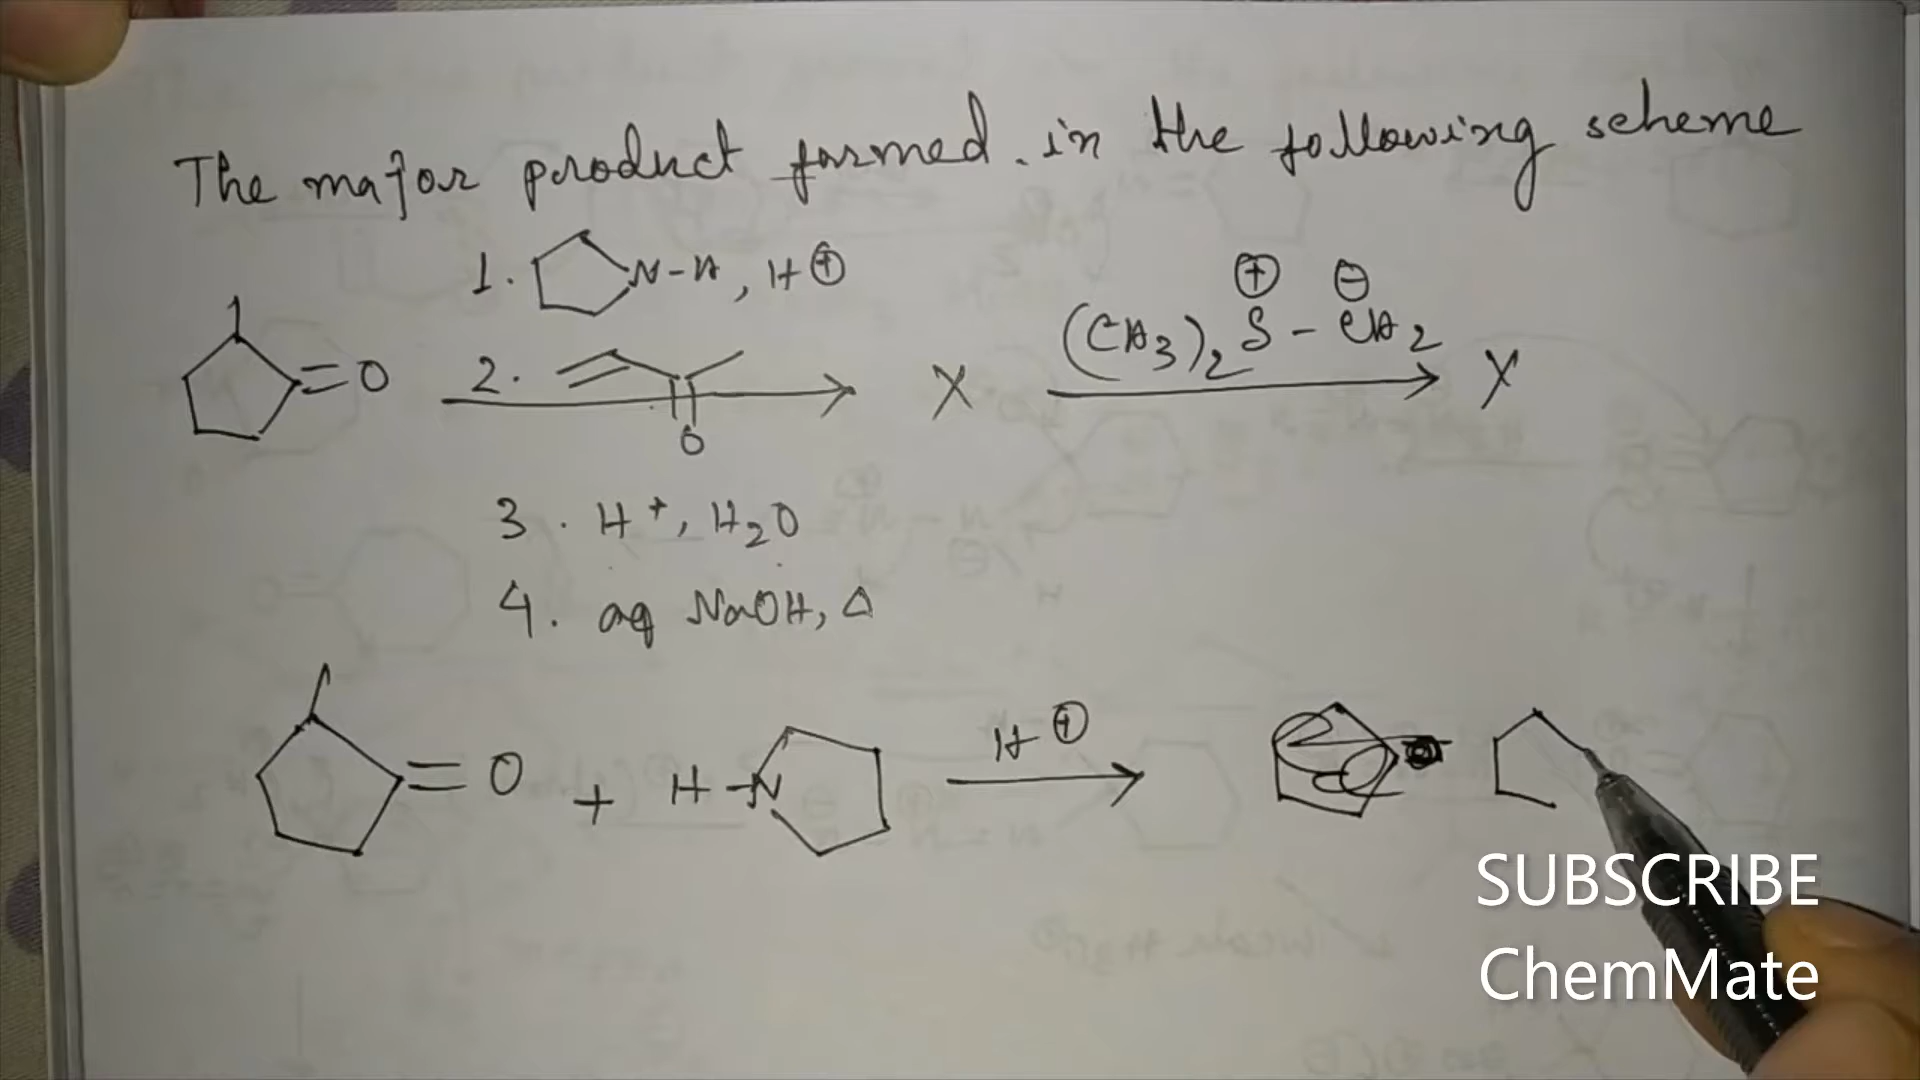 The major product formed in the following scheme
1. N-H, H⊕
(CH3)2 S⊕ - CH2⊖
=O 2. O X Y
3. H+, H2O
4. aq NaOH, Δ
=O + H-N H⊕
SUBSCRIBE
ChemMate